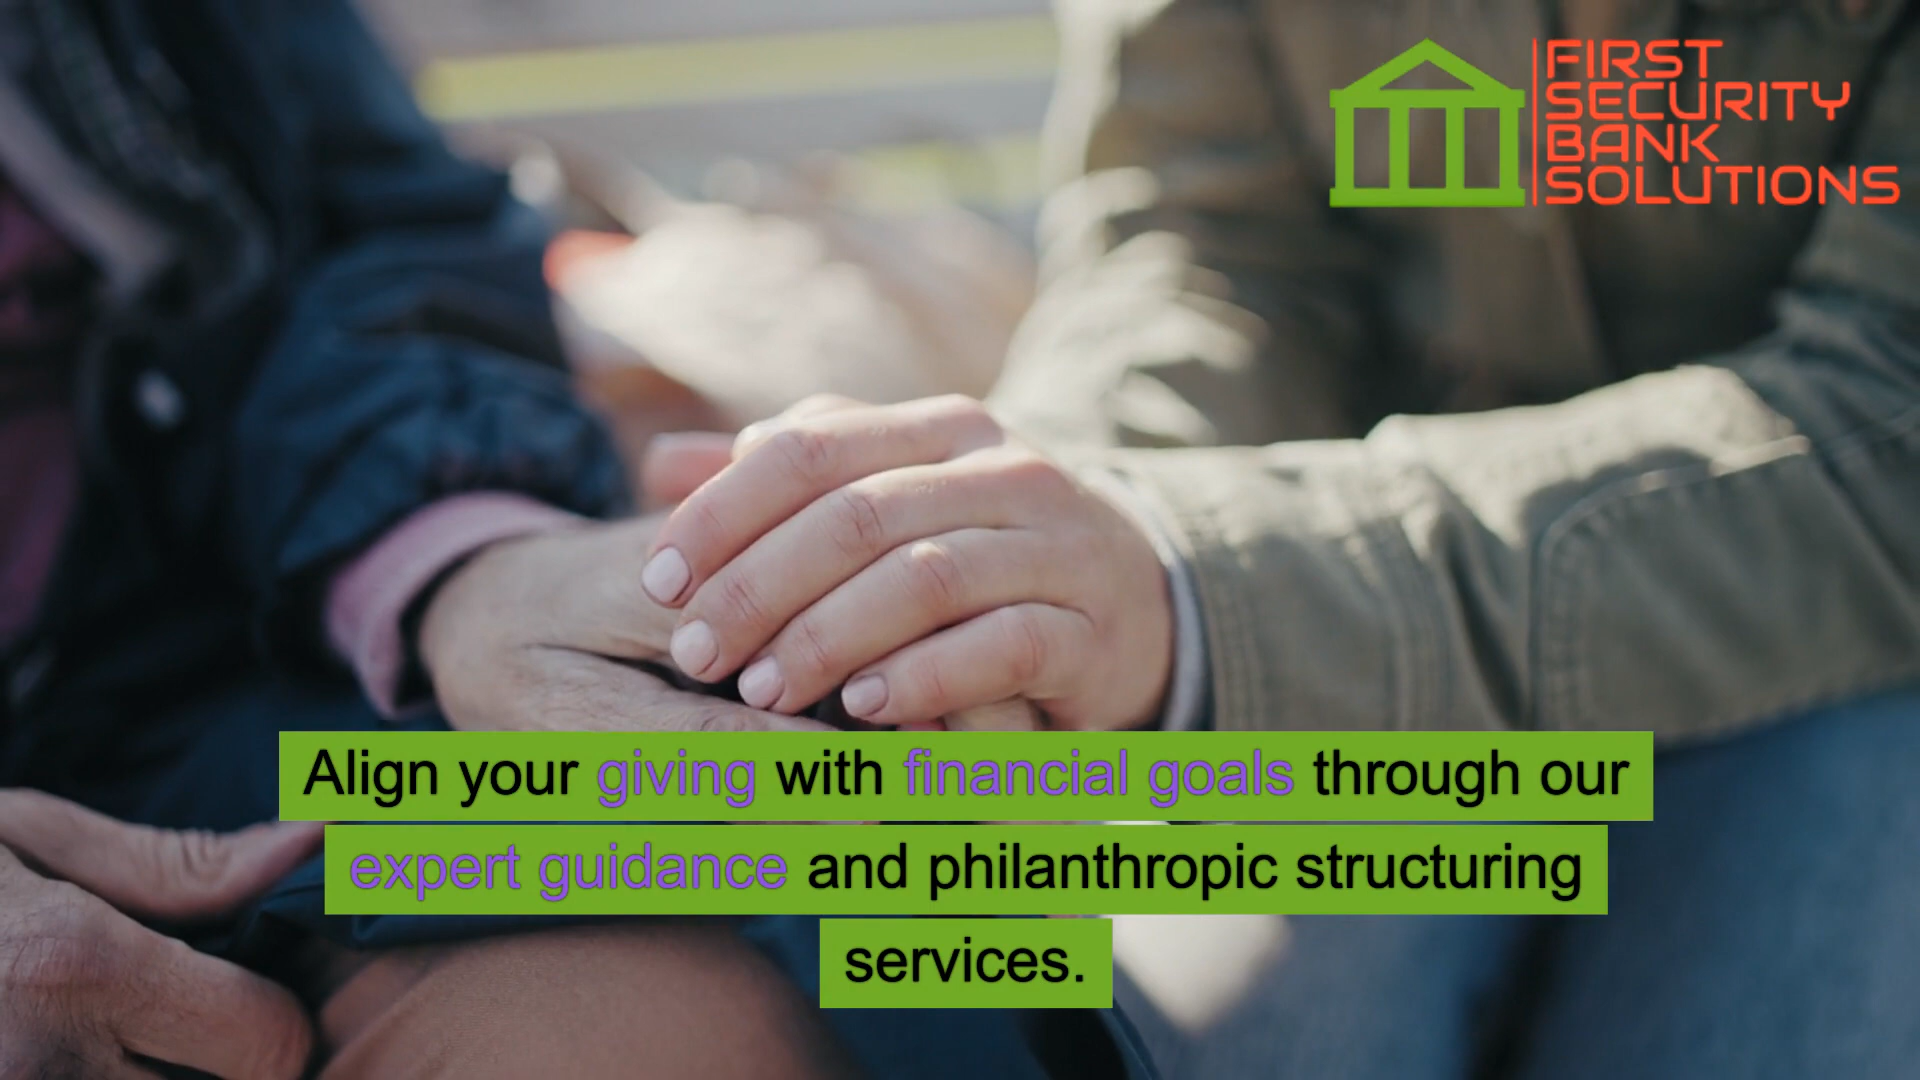 FIRST
SECURITY
BANK
SOLUTIONS
Align your giving with financial goals through our
expert guidance and philanthropic structuring
services.